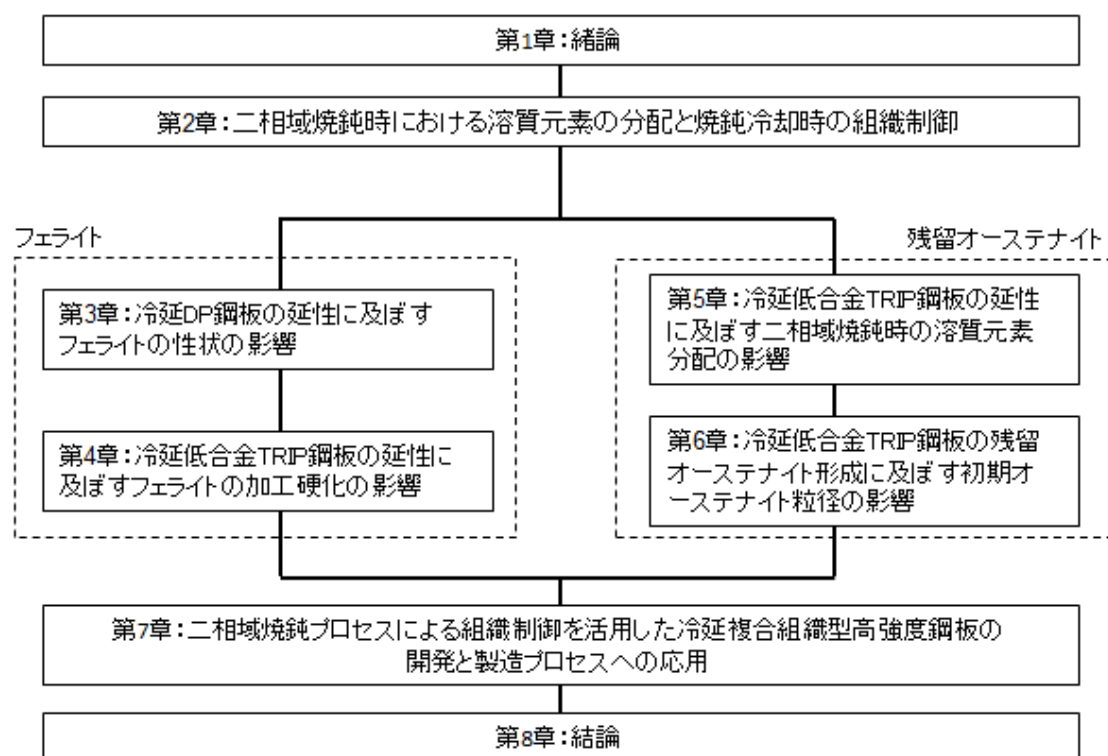 第1章：緒論
第2章：二相域焼鈍時における溶質元素の分配と焼鈍冷却時の組織制御
フェライト
第3章：冷延DP鋼板の延性に及ぼす
フェライトの性状の影響
第4章：冷延低合金TRIP鋼板の延性に
及ぼすフェライトの加工硬化の影響
残留オーステナイト
第5章：冷延低合金TRIP鋼板の延性
に及ぼす二相域焼鈍時の溶質元素
分配の影響
第6章：冷延低合金TRIP鋼板の残留
オーステナイト形成に及ぼす初期オ
ーステナイト粒径の影響
第7章：二相域焼鈍プロセスによる組織制御を活用した冷延複合組織型高強度鋼板の
開発と製造プロセスへの応用
第8章：結論